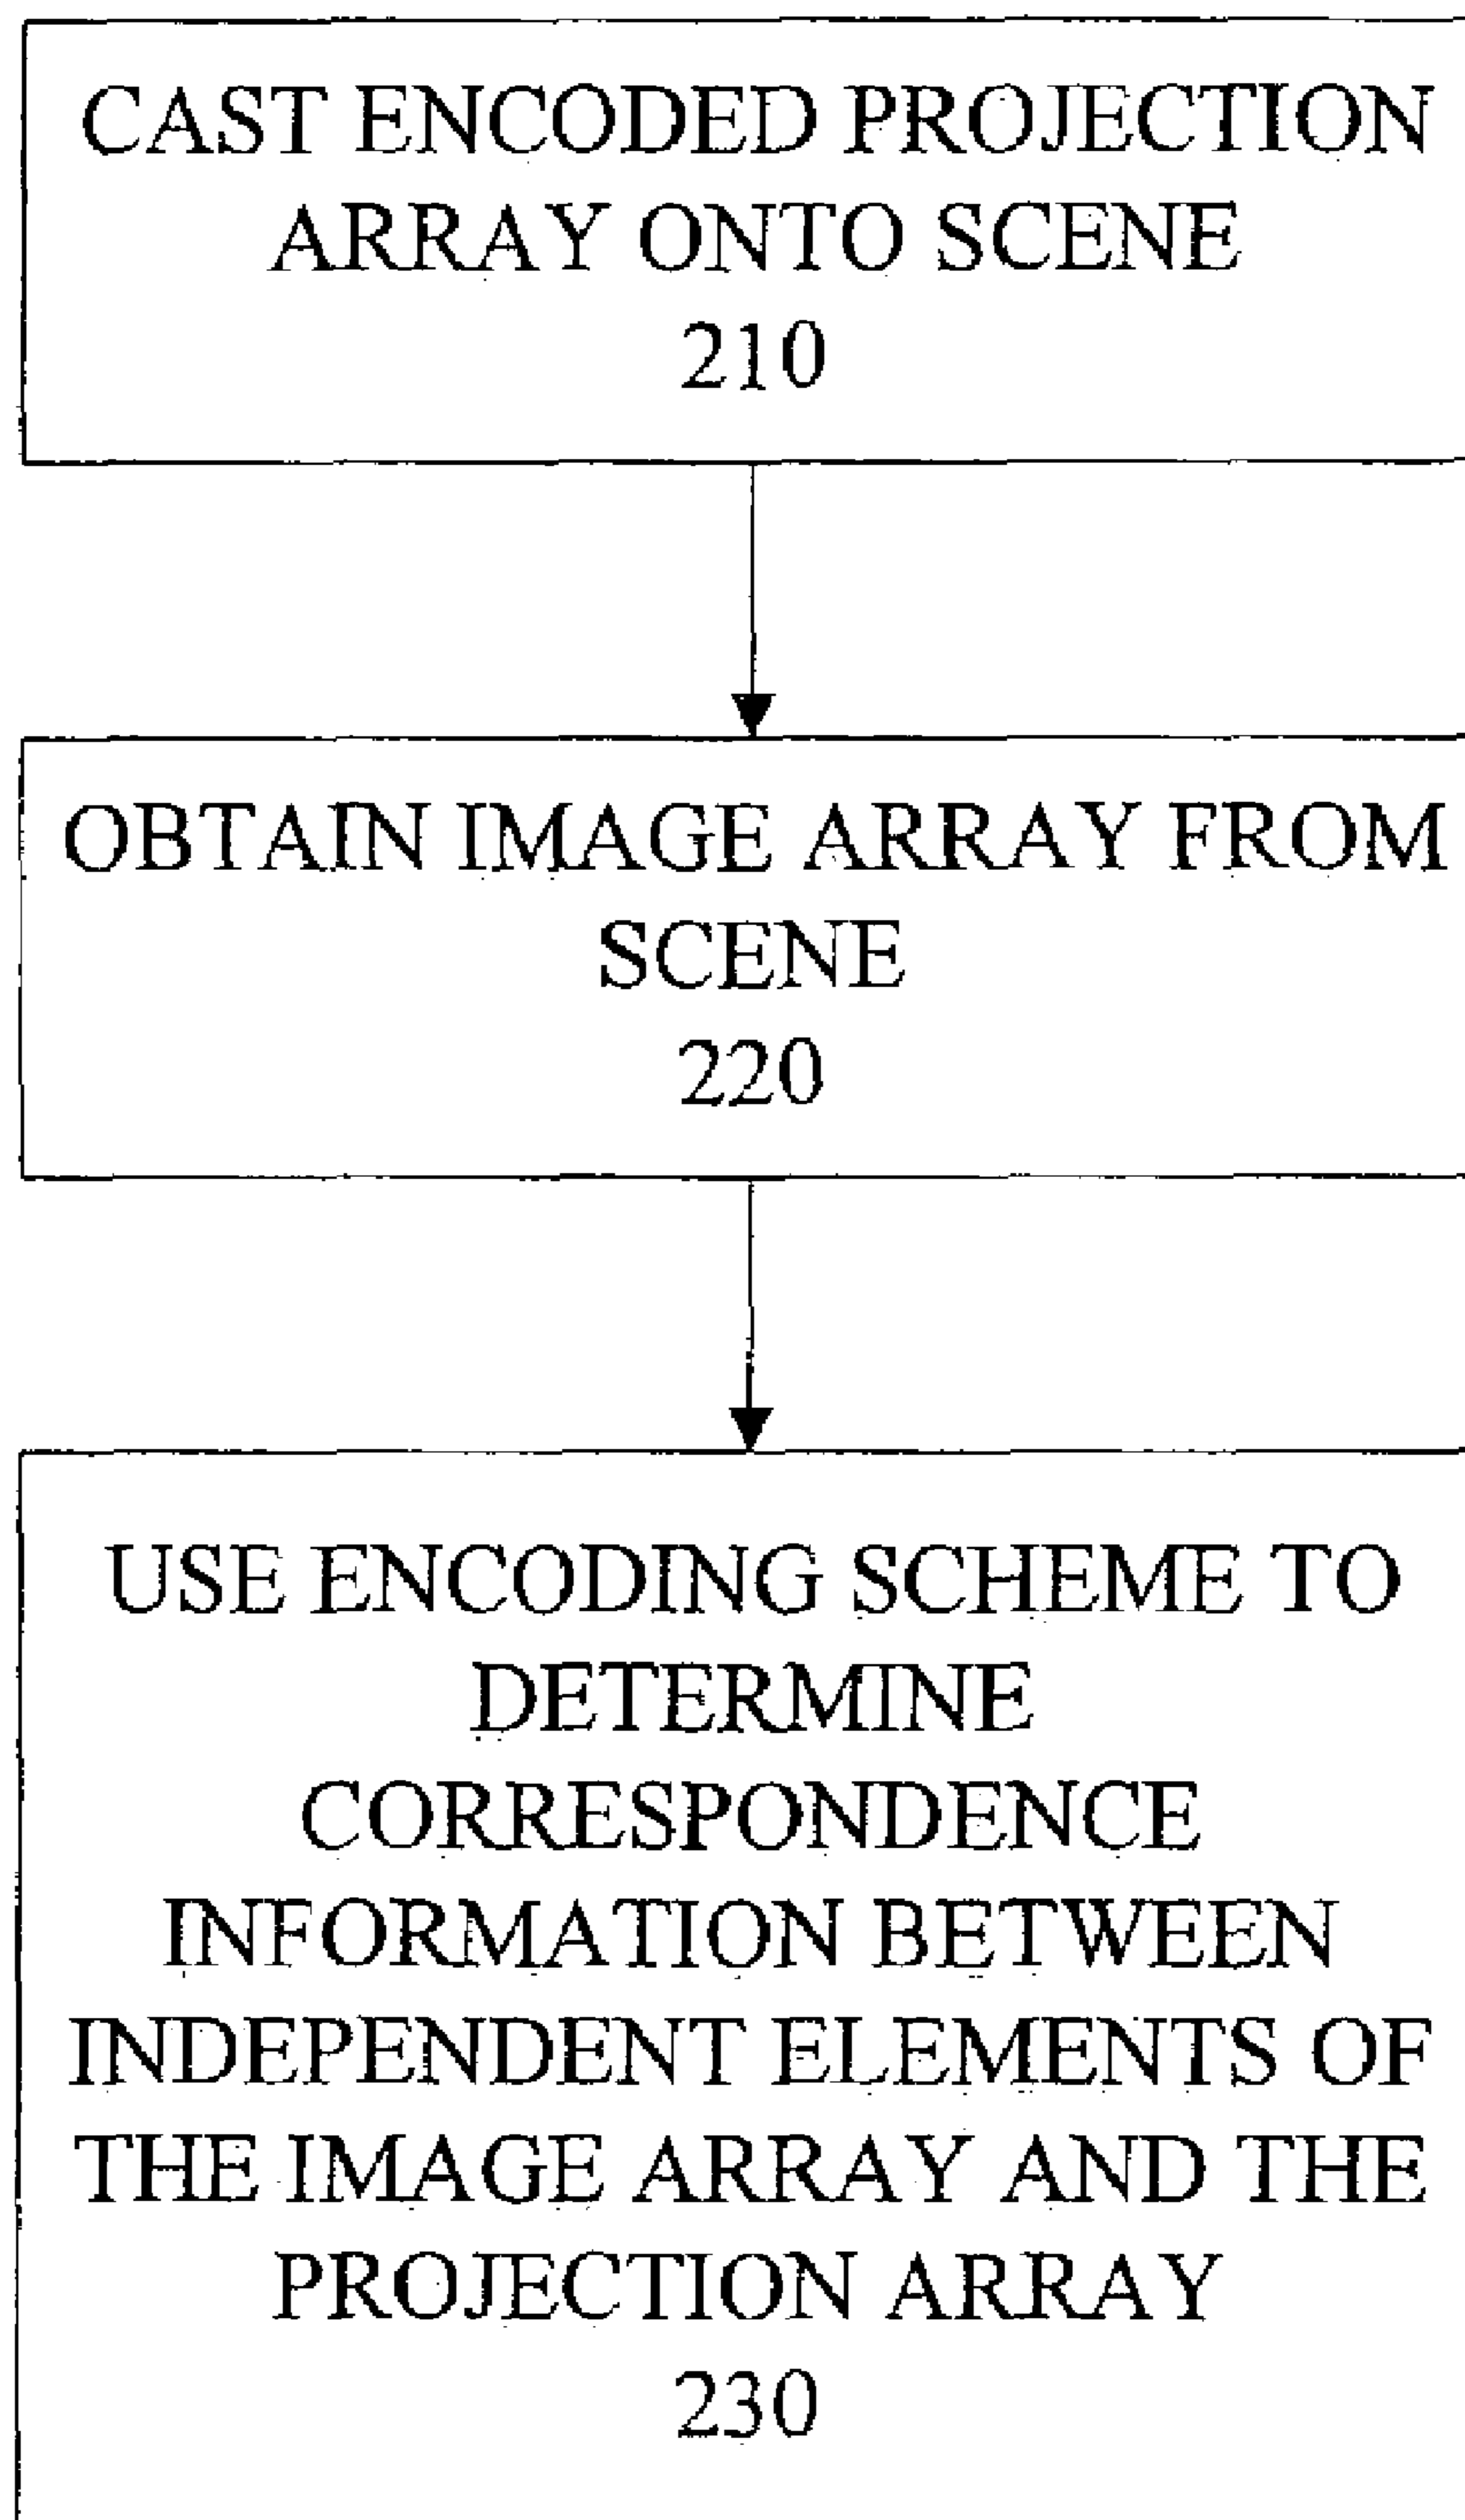 CAST ENCODED PROJECTION
ARRAY ONTO SCENE
210
OBTAIN IMAGE ARRAY FROM
SCENE
220
USE ENCODING SCHEME TO
DETERMINE
CORRESPONDENCE
INFORMATION BETWEEN
INDEPENDENT ELEMENTS OF
THE IMAGE ARRAY AND THE
PROJECTION ARRAY
230